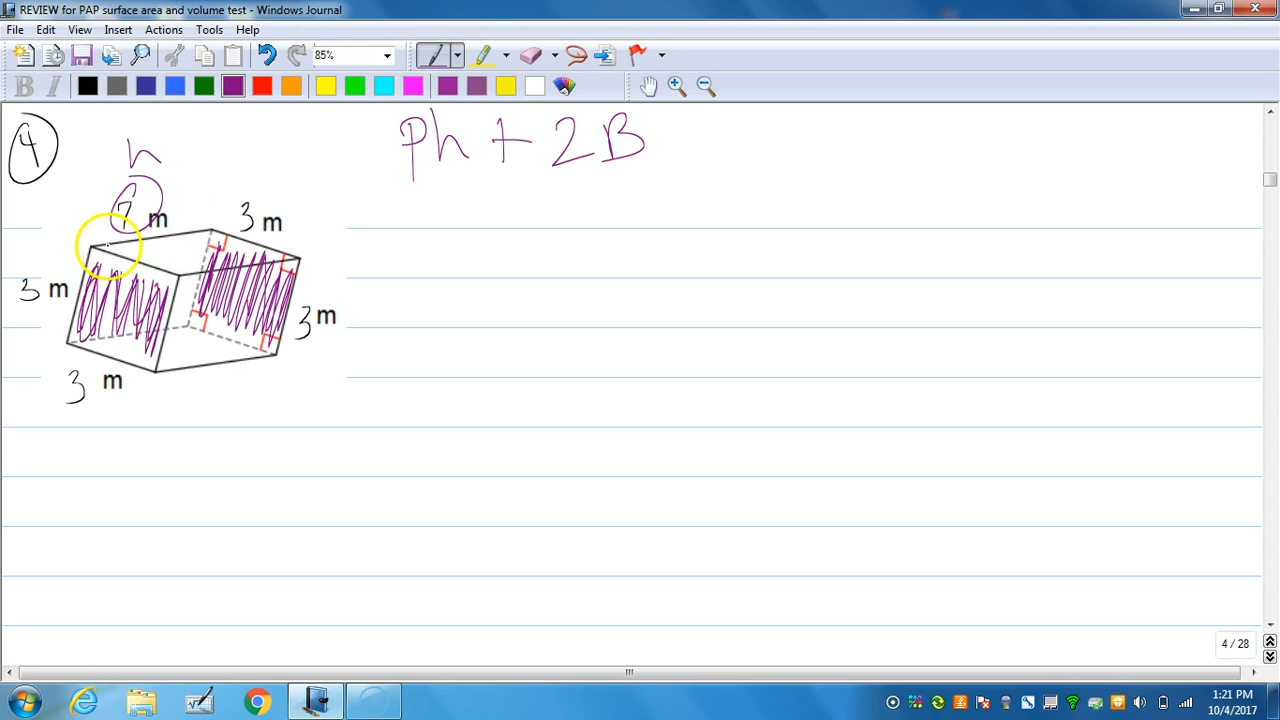 REVIEW for PAP surface area and volume test - Windows Journal
File Edit View Insert Actions Tools Help
85%
B I
4
Ph + 2B
h
7 m
3 m
3 m
3 m
3 m
4 / 28
1:21 PM
10/4/2017